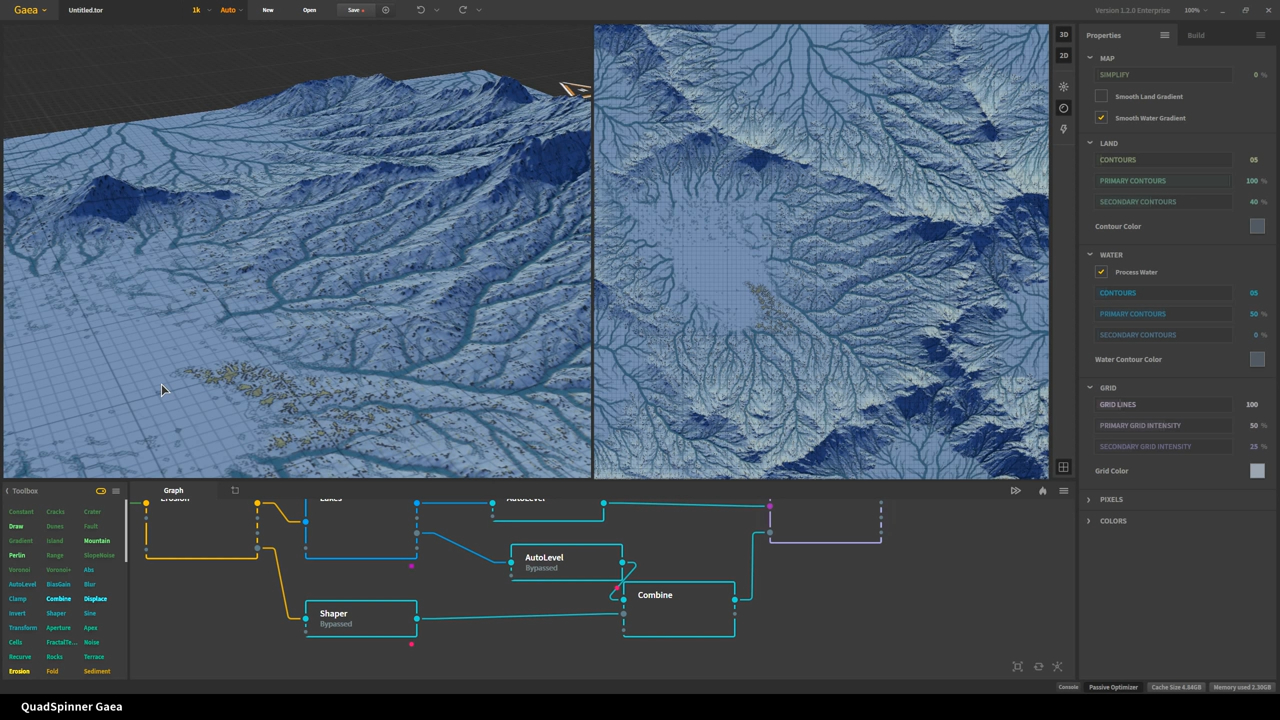 Gaea
Untitled.tor
1k
Auto
New
Open
Save
Version 1.2.0 Enterprise
100%
3D
2D
Properties
Build
MAP
SIMPLIFY 0 %
Smooth Land Gradient
Smooth Water Gradient
LAND
CONTOURS 05
PRIMARY CONTOURS 100 %
SECONDARY CONTOURS 40 %
Contour Color
WATER
Process Water
CONTOURS 05
PRIMARY CONTOURS 50 %
SECONDARY CONTOURS 0 %
Water Contour Color
GRID
GRID LINES 100
PRIMARY GRID INTENSITY 50 %
SECONDARY GRID INTENSITY 25 %
Grid Color
PIXELS
COLORS
Toolbox
Constant Cracks Crater
Draw Dunes Fault
Gradient Island Mountain
Perlin Range SlopeNoise
Voronoi Voronoi+ Abs
AutoLevel BiasGain Blur
Clamp Combine Displace
Invert Shaper Sine
Transform Aperture Apex
Cells FractalTe... Noise
Recurve Rocks Terrace
Erosion Fold Sediment
Graph
Erosion
Lakes
AutoLevel
AutoLevel
Bypassed
Combine
Shaper
Bypassed
Console
Passive Optimizer
Cache Size 4.84GB
Memory used 2.30GB
QuadSpinner Gaea